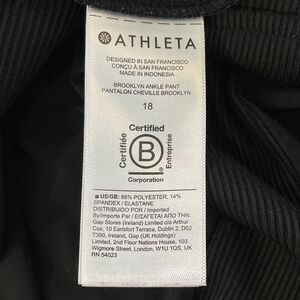 ATHLETA
DESIGNED IN SAN FRANCISCO
CONÇU À SAN FRANCISCO
MADE IN INDONESIA
BROOKLYN ANKLE PANT
PANTALON CHEVILLE BROOKLYN
18
Certified
Certifiée
B
Entreprise
Corporation
US/GB: 86% POLYESTER, 14%
SPANDEX / ELASTANE
DISTRIBUIDO POR / Imported
By/Importe Par / ΕΙΣΑΓΕΤΑΙ ΑΠΟ
Gap Stores (Ireland) Limited c/o Arthur
Cox, 10 Earlsfort Terrace, Dublin 2, D02
T380, Ireland, Gap (UK Holdings)
Limited, 2nd Floor Nations House, 103
Wigmore Street, London, W1U 1QS, UK
RN 54023